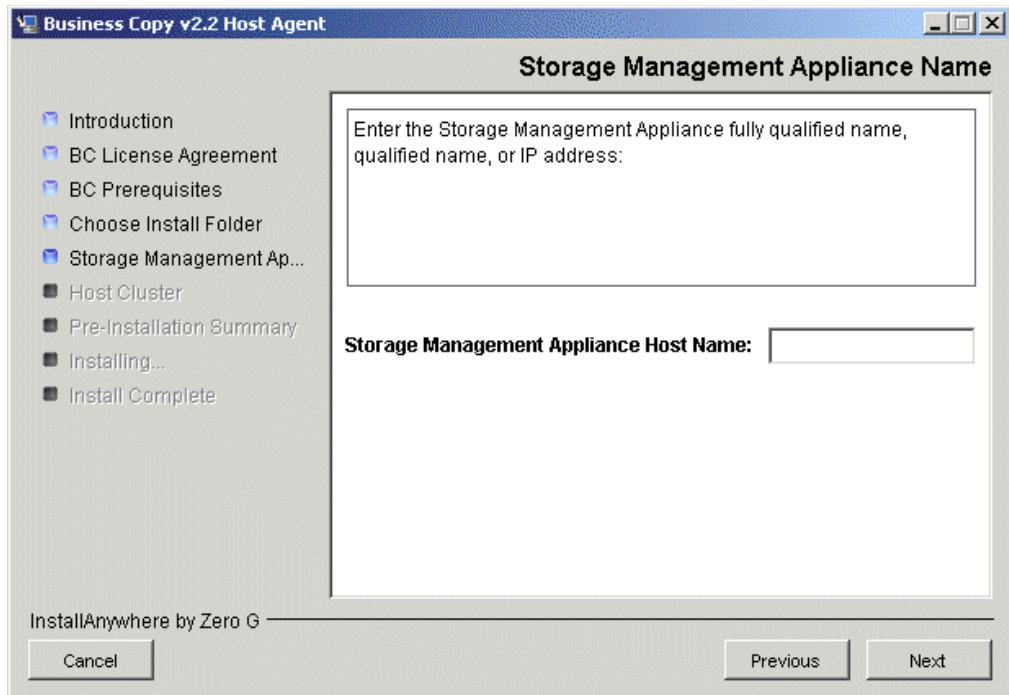 Business Copy v2.2 Host Agent
Storage Management Appliance Name
Introduction
BC License Agreement
BC Prerequisites
Choose Install Folder
Storage Management Ap...
Host Cluster
Pre-Installation Summary
Installing...
Install Complete
Enter the Storage Management Appliance fully qualified name,
qualified name, or IP address:
Storage Management Appliance Host Name:
InstallAnywhere by Zero G
Cancel
Previous
Next